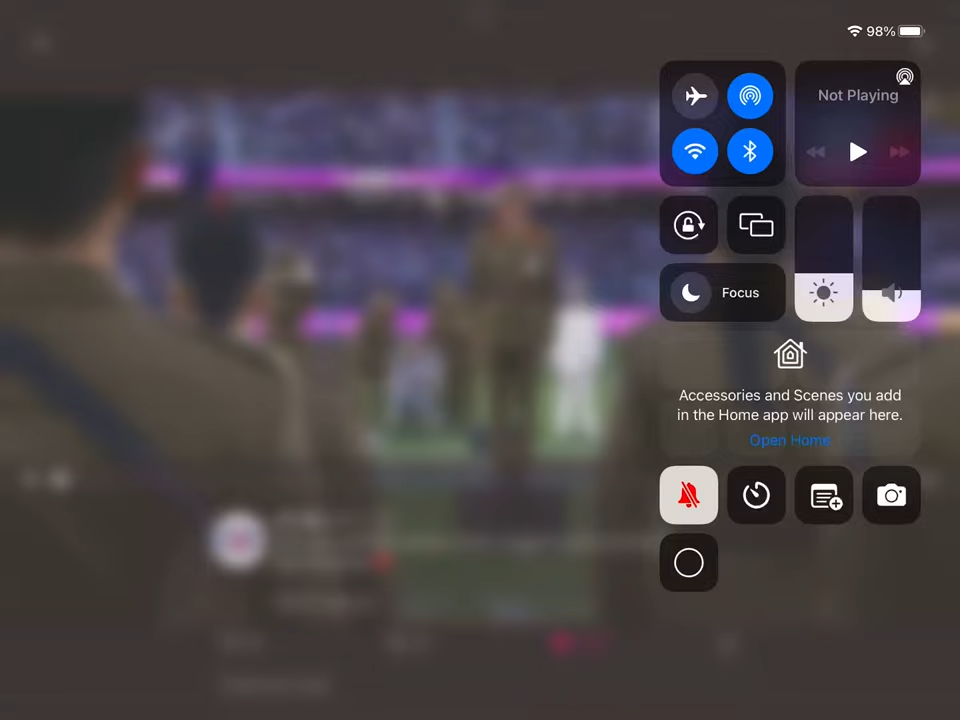 98%
Not Playing
Focus
Accessories and Scenes you add
in the Home app will appear here.
Open Home